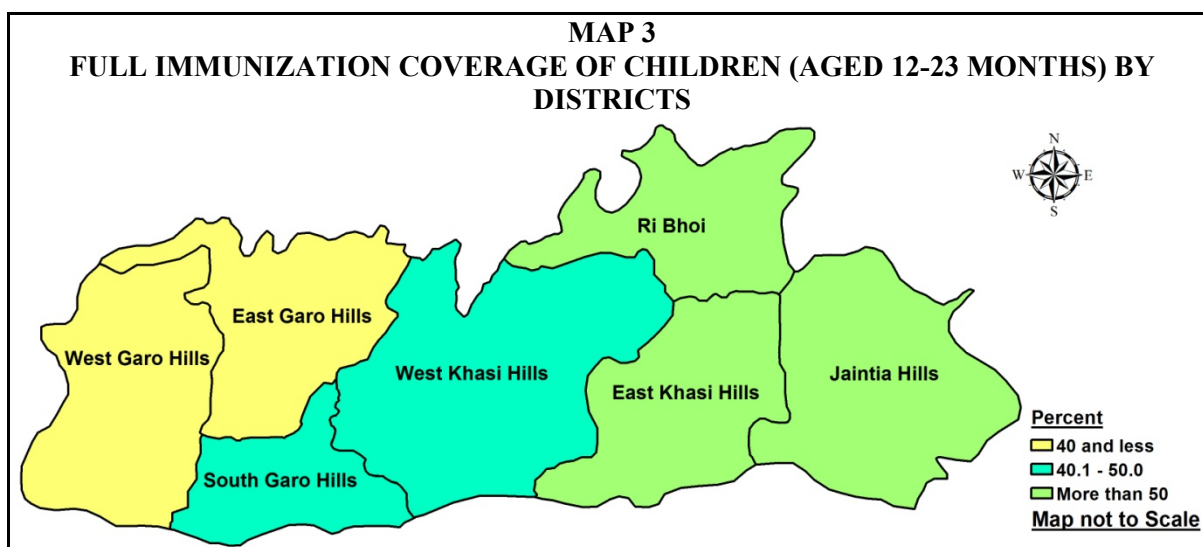 MAP 3
FULL IMMUNIZATION COVERAGE OF CHILDREN (AGED 12-23 MONTHS) BY
DISTRICTS
N
W E
S
Ri Bhoi
East Garo Hills
West Garo Hills
West Khasi Hills
Jaintia Hills
East Khasi Hills
South Garo Hills
Percent
40 and less
40.1 - 50.0
More than 50
Map not to Scale